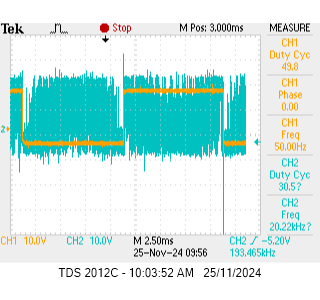 Tek Stop M Pos: 3.000ms MEASURE
CH1
Duty Cyc
49.8
CH1
Phase
0.00
CH1
Freq
50.00Hz
CH2
Duty Cyc
30.5?
CH2
Freq
20.22kHz?
2
CH1 10.0V CH2 10.0V M 2.50ms CH2 -5.20V
25-Nov-24 09:56 193.465kHz
TDS 2012C - 10:03:52 AM 25/11/2024